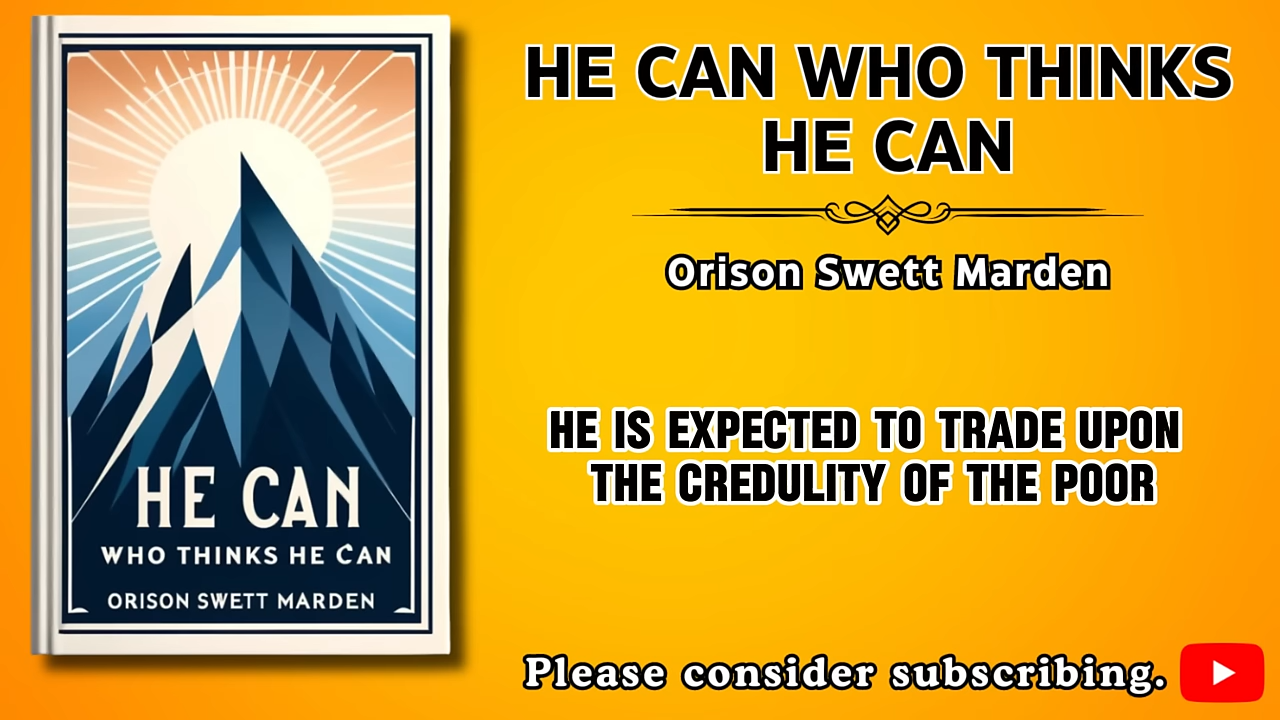 HE CAN
WHO THINKS HE CAN
ORISON SWETT MARDEN
HE CAN WHO THINKS
HE CAN
Orison Swett Marden
HE IS EXPECTED TO TRADE UPON
THE CREDULITY OF THE POOR
Please consider subscribing.